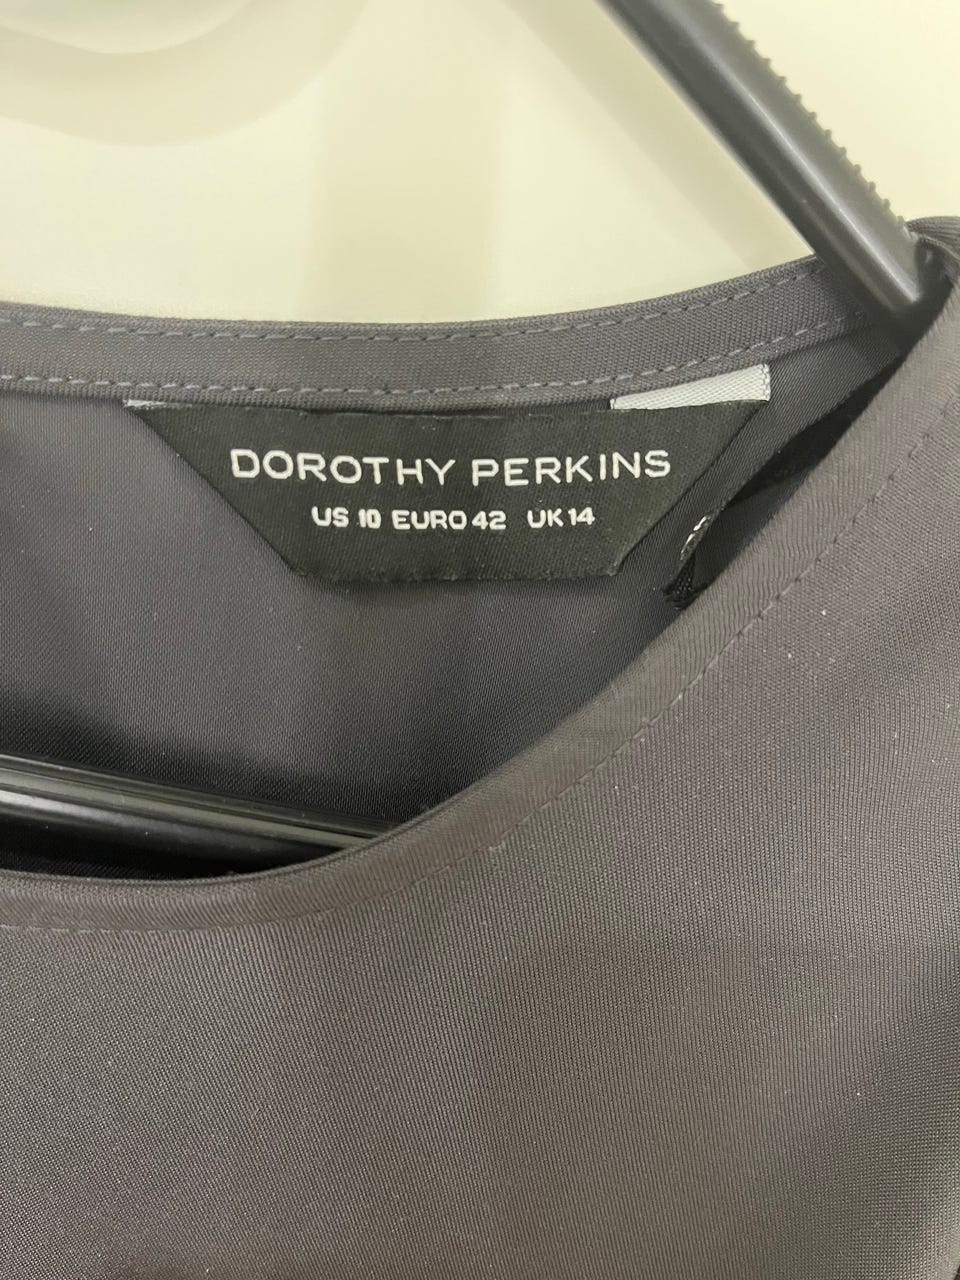 DOROTHY PERKINS
US 10 EURO 42 UK 14